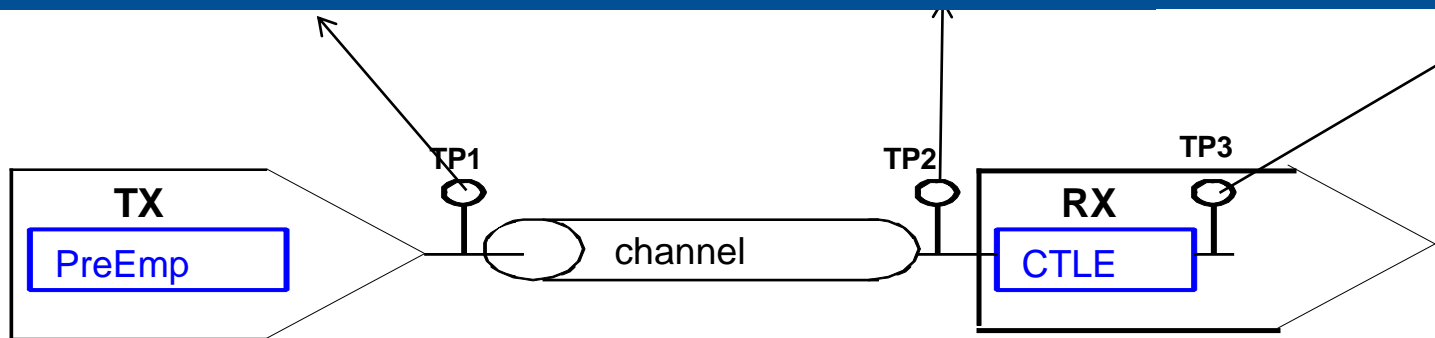 TP1
TP2
TP3
TX
RX
PreEmp
channel
CTLE